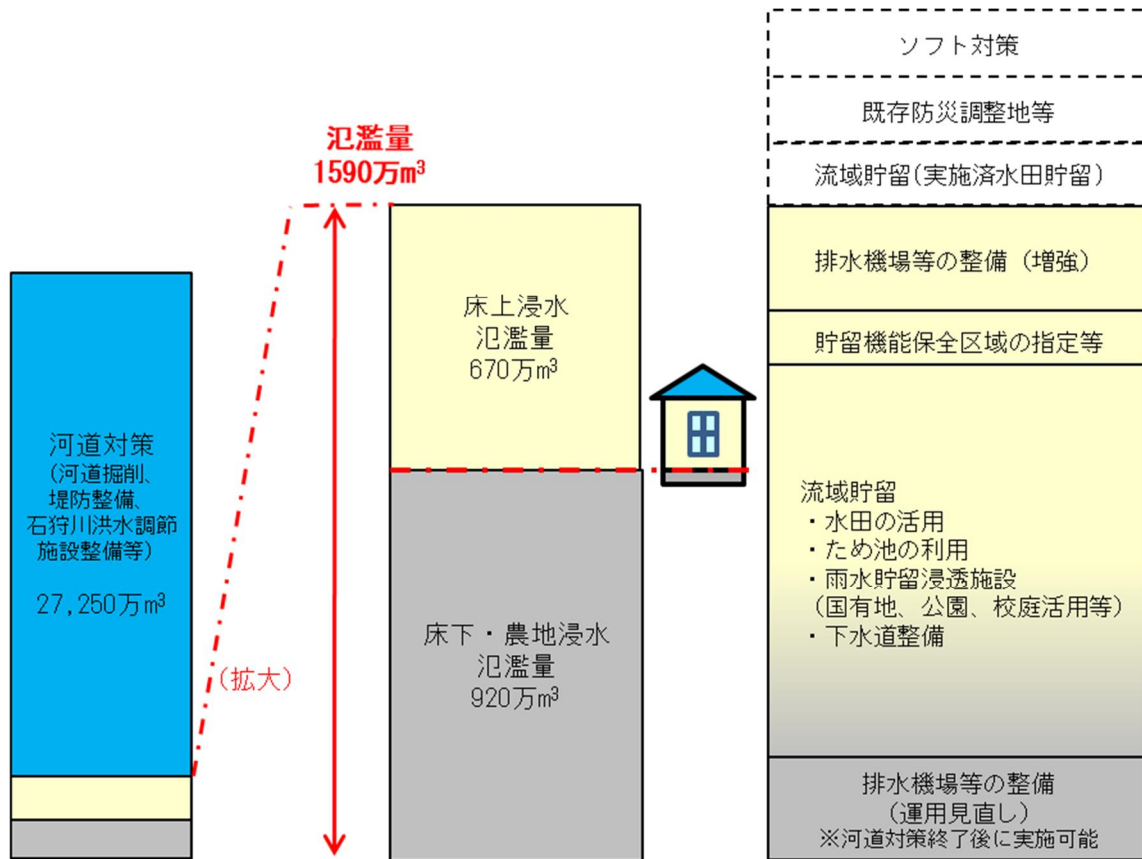 河道対策
(河道掘削、
堤防整備、
石狩川洪水調節
施設整備等)
27,250万m³
(拡大)
氾濫量
1590万m³
床上浸水
氾濫量
670万m³
床下・農地浸水
氾濫量
920万m³
ソフト対策
既存防災調整地等
流域貯留(実施済水田貯留)
排水機場等の整備 (増強)
貯留機能保全区域の指定等
流域貯留
・水田の活用
・ため池の利用
・雨水貯留浸透施設
(国有地、公園、校庭活用等)
・下水道整備
排水機場等の整備
(運用見直し)
※河道対策終了後に実施可能